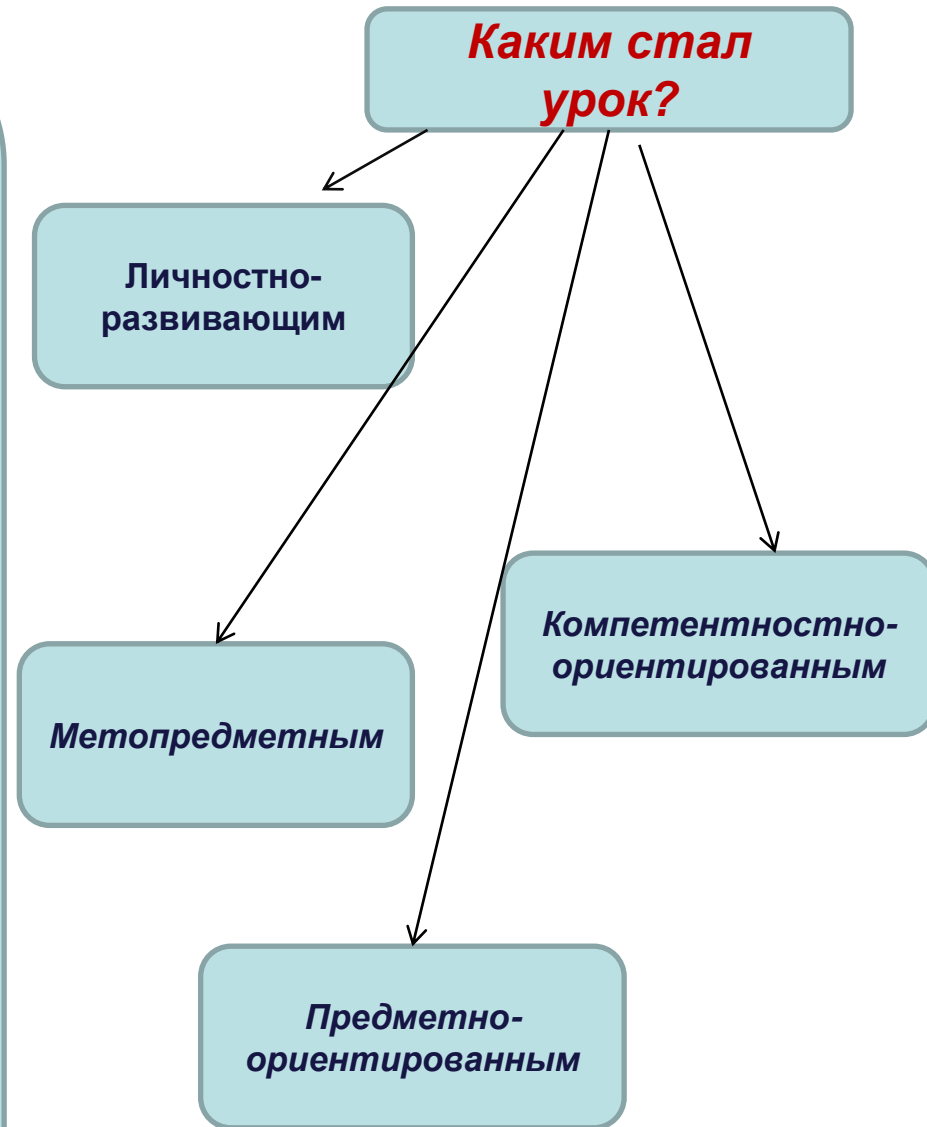 Каким стал
урок?
Личностно-
развивающим
Компетентностно-
ориентированным
Метопредметным
Предметно-
ориентированным